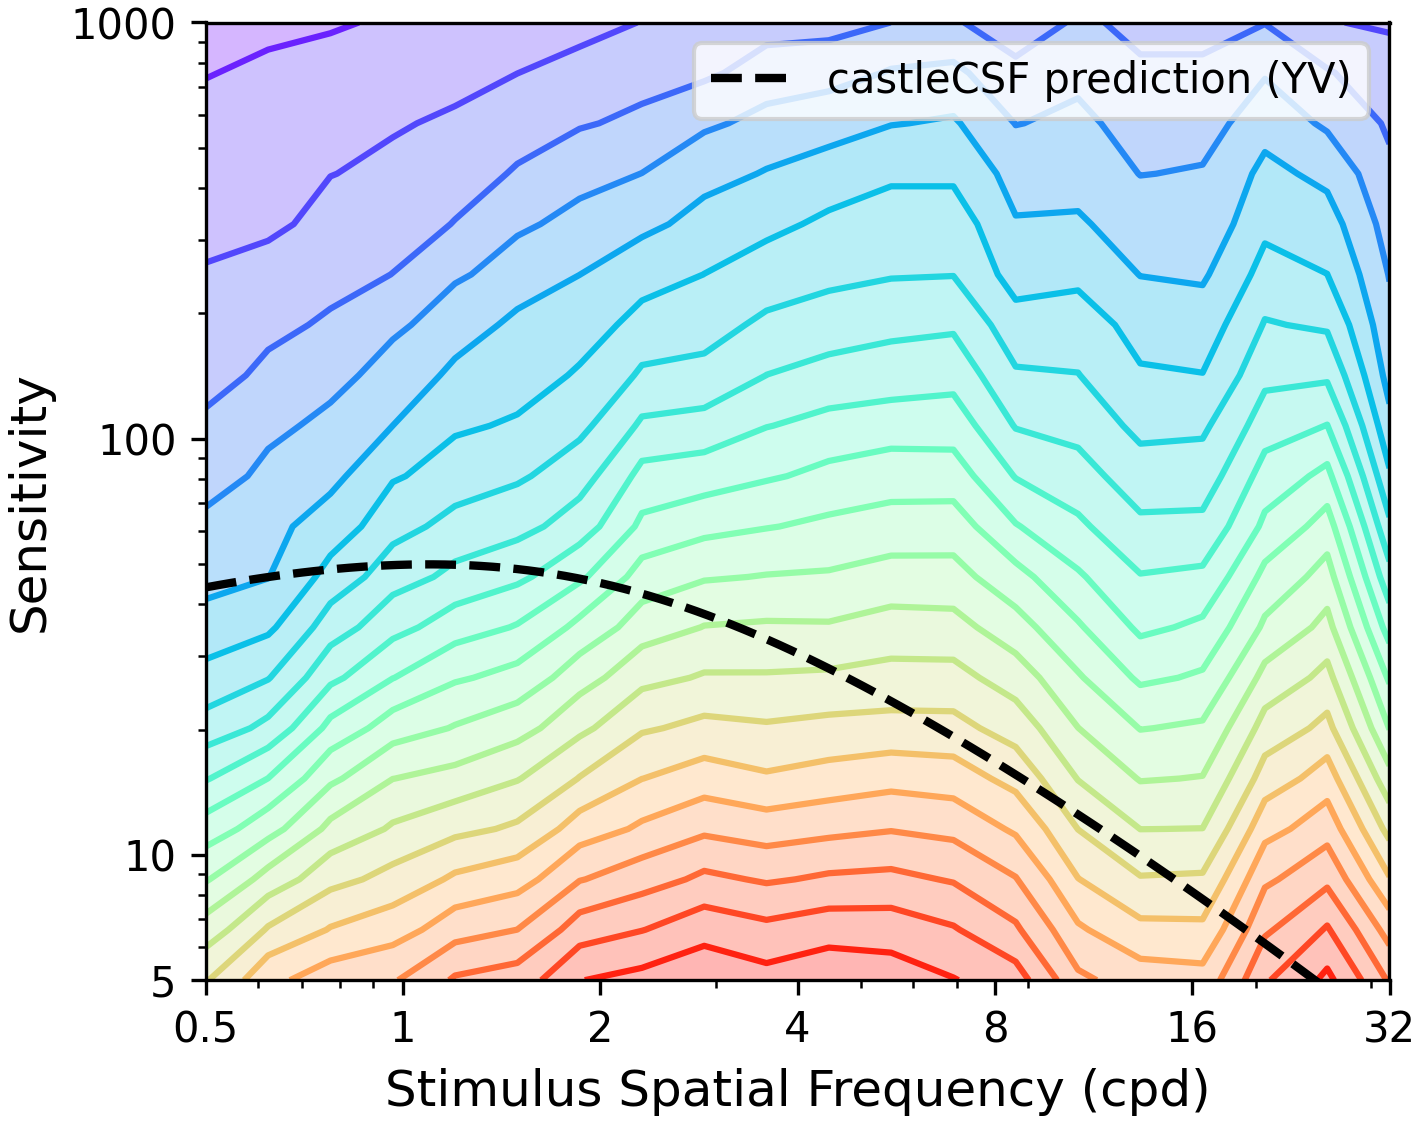 1000
castleCSF prediction (YV)
100
10
5
Sensitivity
0.5 1 2 4 8 16 32
Stimulus Spatial Frequency (cpd)